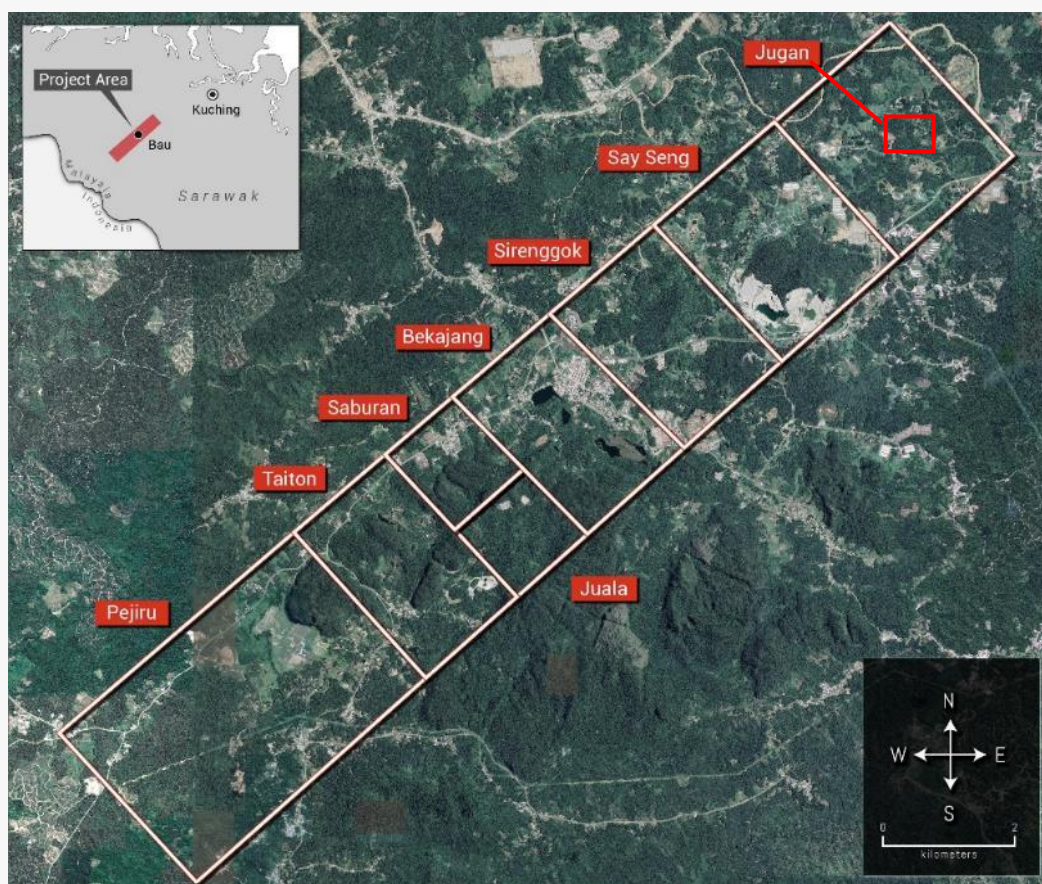 Project Area
Kuching
Bau
Sarawak
Malaysia
Indonesia
Jugan
Say Seng
Sirenggok
Bekajang
Saburan
Taiton
Pejiru
Juala
N
W E
S
0 2
kilometers